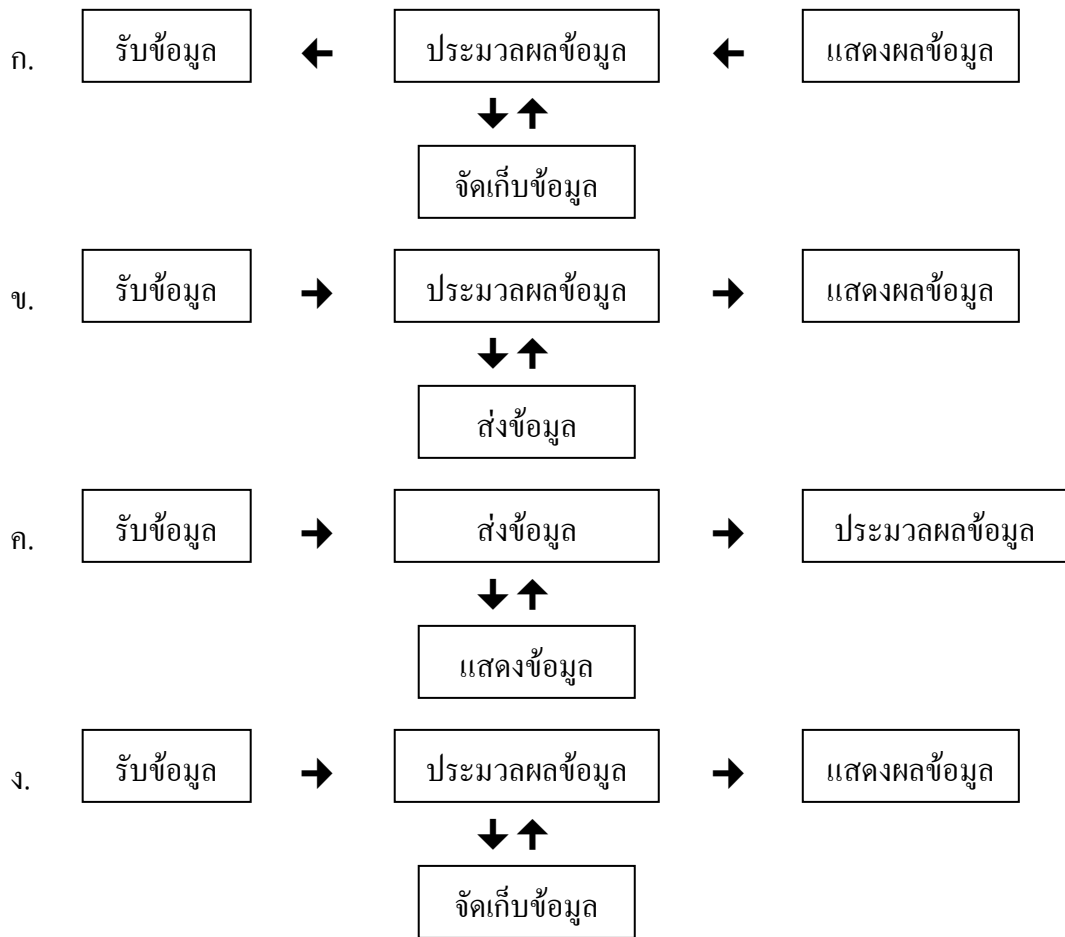 ก. รับข้อมูล ประมวลผลข้อมูล แสดงผลข้อมูล
จัดเก็บข้อมูล
ข. รับข้อมูล ประมวลผลข้อมูล แสดงผลข้อมูล
ส่งข้อมูล
ค. รับข้อมูล ส่งข้อมูล ประมวลผลข้อมูล
แสดงข้อมูล
ง. รับข้อมูล ประมวลผลข้อมูล แสดงผลข้อมูล
จัดเก็บข้อมูล